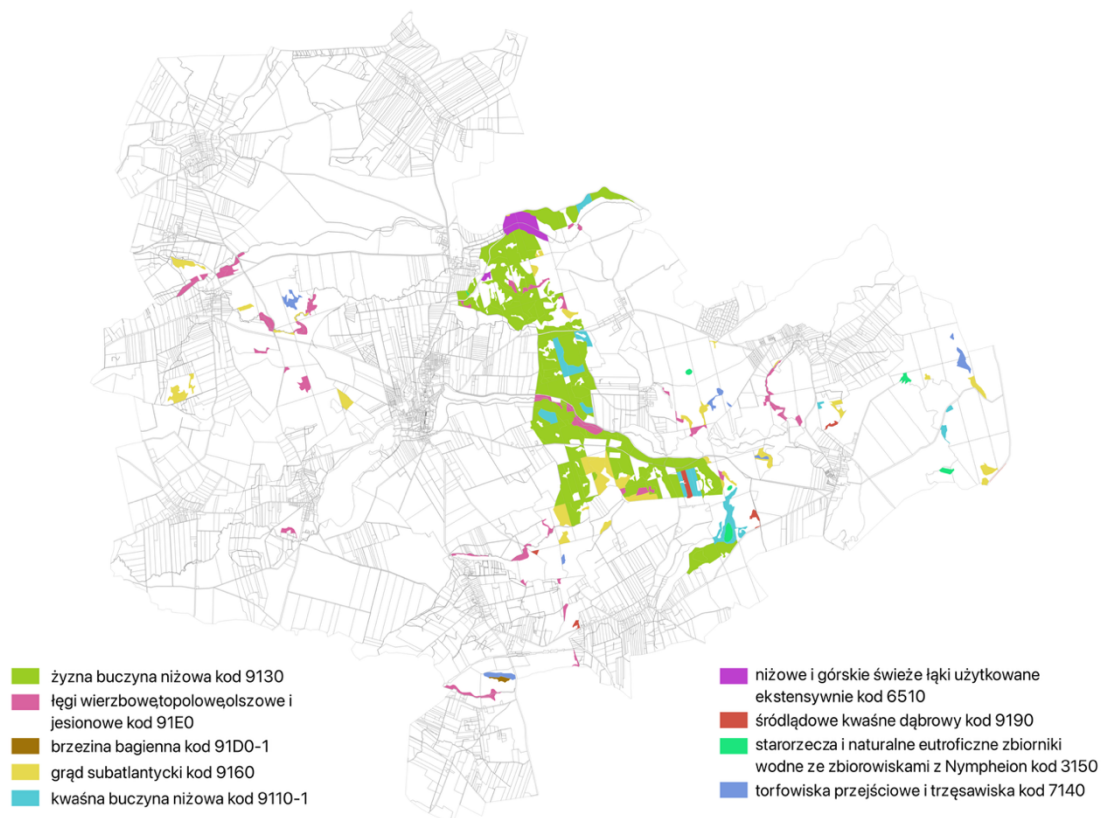 żyzna buczyna niżowa kod 9130
łęgi wierzbowe,topolowe,olszowe i
jesionowe kod 91E0
brzezina bagienna kod 91D0-1
grąd subatlantycki kod 9160
kwaśna buczyna niżowa kod 9110-1
niżowe i górskie świeże łąki użytkowane
ekstensywnie kod 6510
śródlądowe kwaśne dąbrowy kod 9190
starorzecza i naturalne eutroficzne zbiorniki
wodne ze zbiorowiskami z Nympheion kod 3150
torfowiska przejściowe i trzęsawiska kod 7140